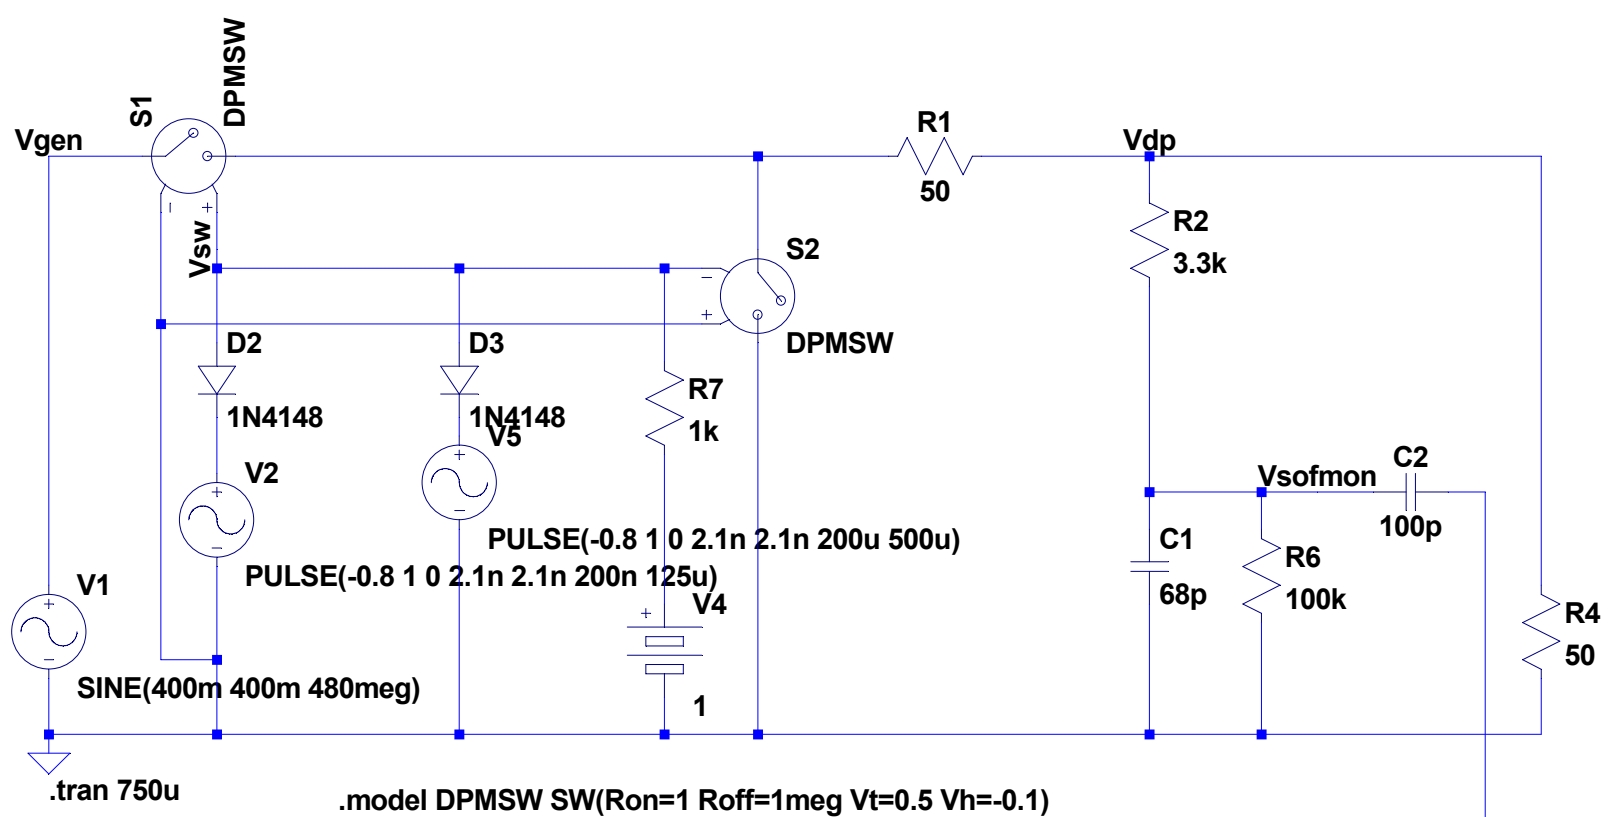 S1
DPMSW
Vgen
R1
50
Vdp
- +
Vsw
R2
3.3k
S2
-
+
DPMSW
D2
1N4148
D3
1N4148
R7
1k
V5
+
-
PULSE(-0.8 1 0 2.1n 2.1n 200u 500u)
V2
+
-
PULSE(-0.8 1 0 2.1n 2.1n 200n 125u)
Vsofmon
C2
100p
C1
68p
R6
100k
V1
+
-
SINE(400m 400m 480meg)
V4
+
1
R4
50
.tran 750u
.model DPMSW SW(Ron=1 Roff=1meg Vt=0.5 Vh=-0.1)